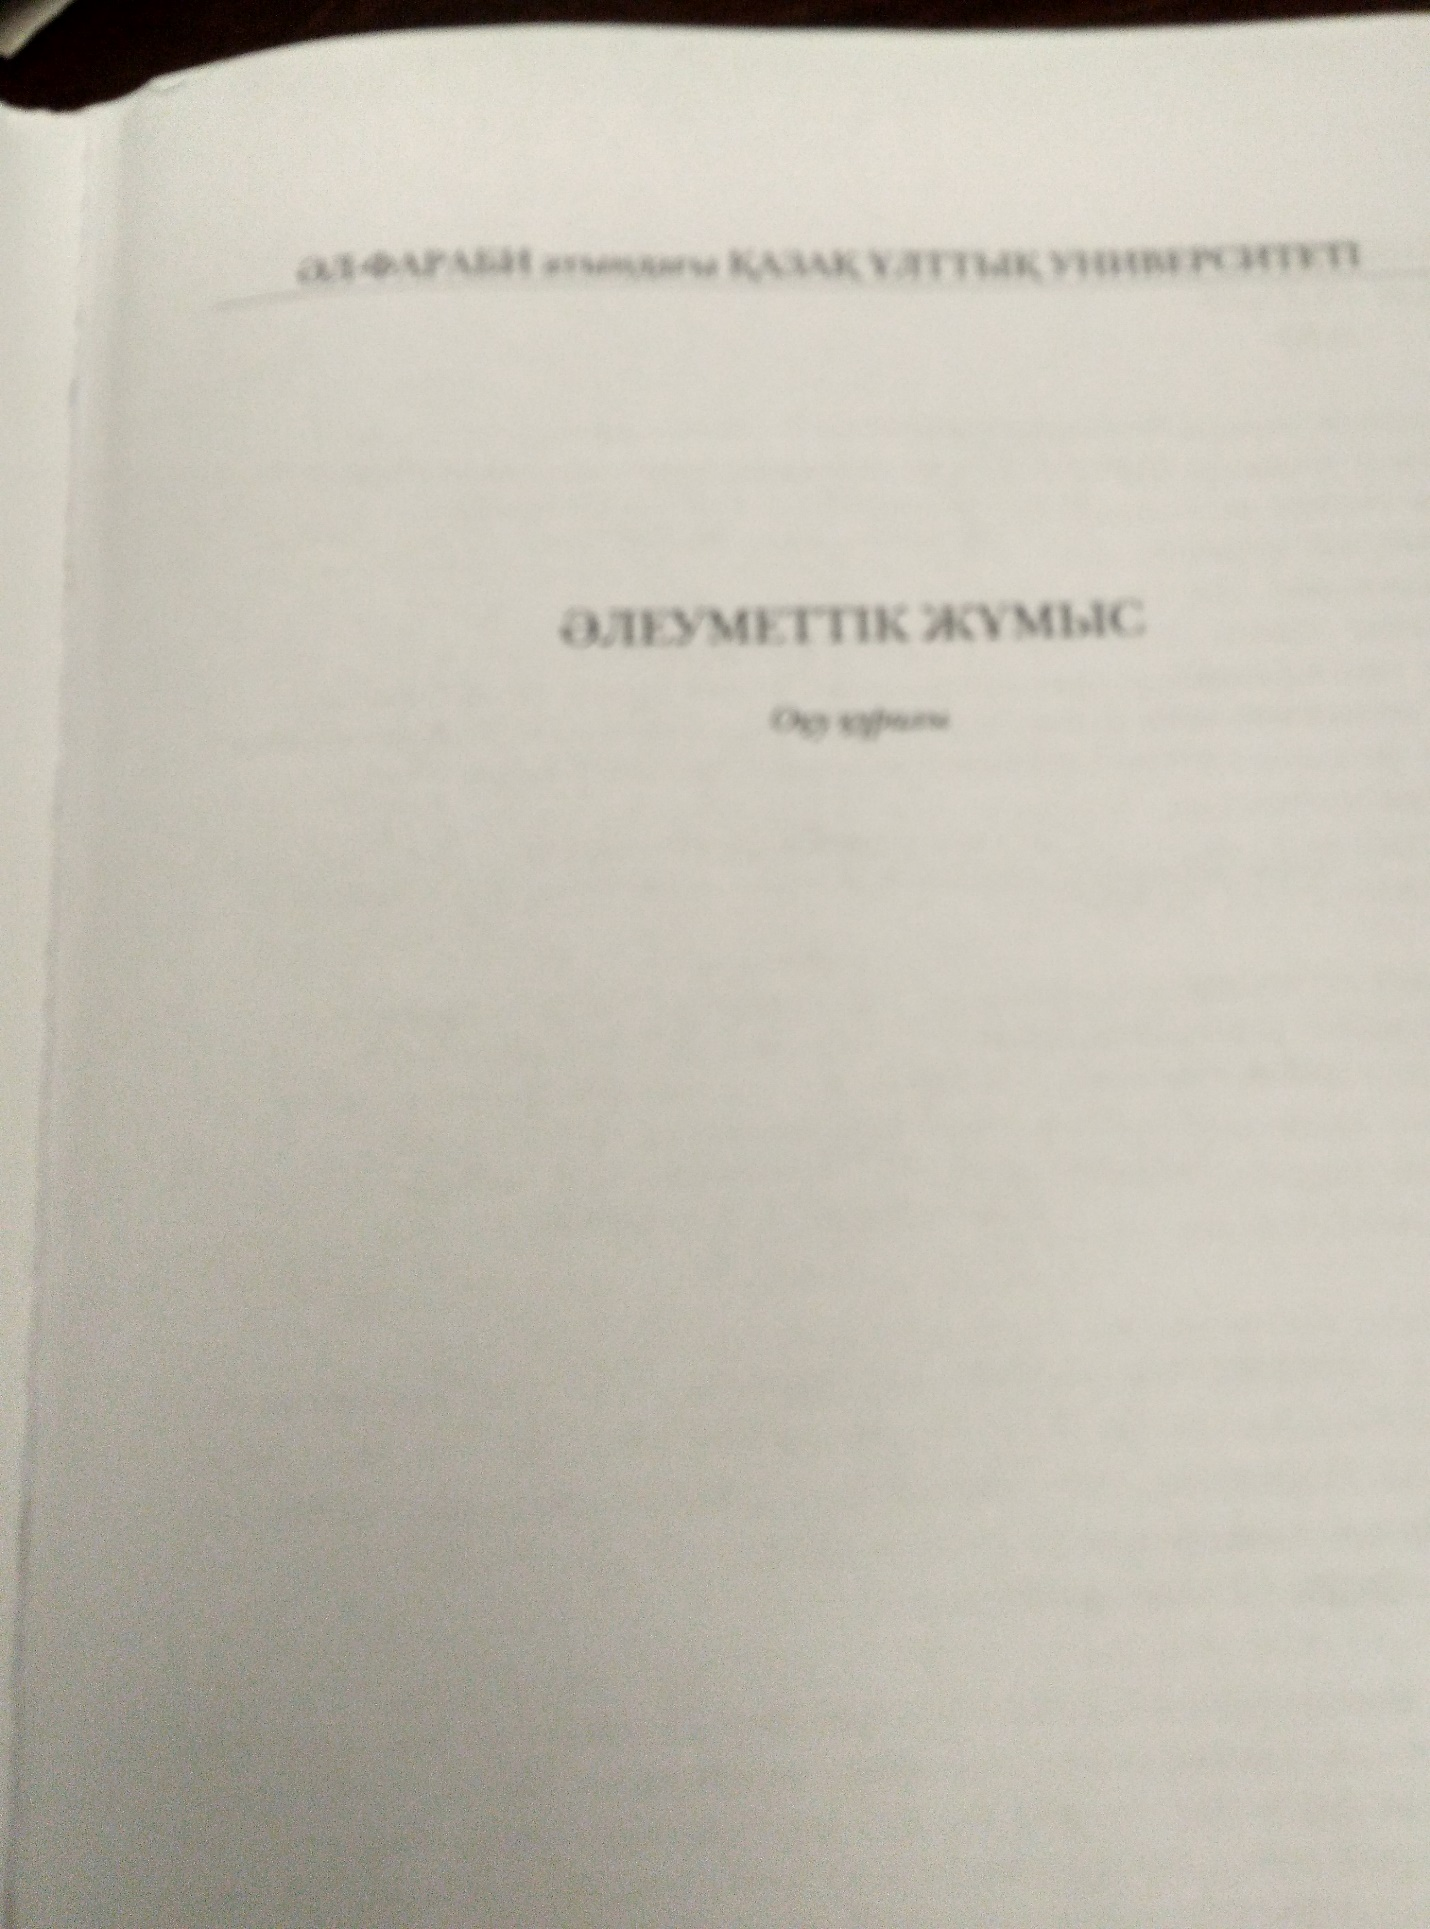 ӘЛ-ФАРАБИ атындағы ҚАЗАҚ ҰЛТТЫҚ УНИВЕРСИТЕТІ
ӘЛЕУМЕТТІК ЖҰМЫС
Оқу құралы